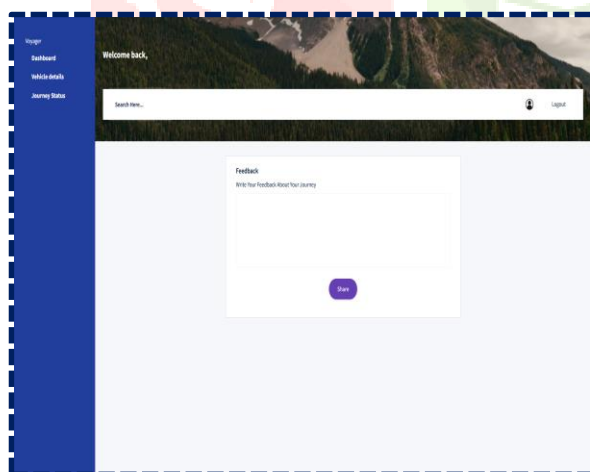 Voyager
Dashboard
Vehicle details
Journey Status
Welcome back,
Search Here...
Logout
Feedback
Write Your Feedback About Your Journey
Share